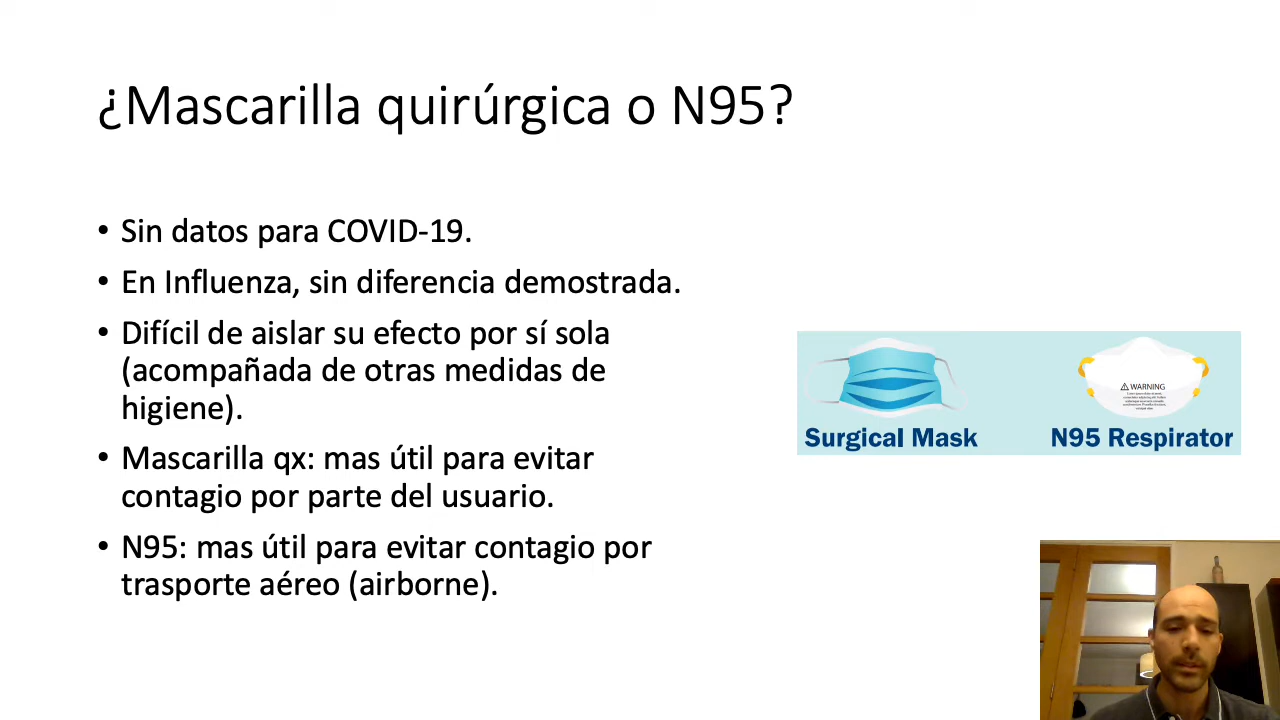 ¿Mascarilla quirúrgica o N95?
• Sin datos para COVID-19.
• En Influenza, sin diferencia demostrada.
• Difícil de aislar su efecto por sí sola
(acompañada de otras medidas de
higiene).
• Mascarilla qx: mas útil para evitar
contagio por parte del usuario.
• N95: mas útil para evitar contagio por
trasporte aéreo (airborne).
WARNING
Surgical Mask
N95 Respirator